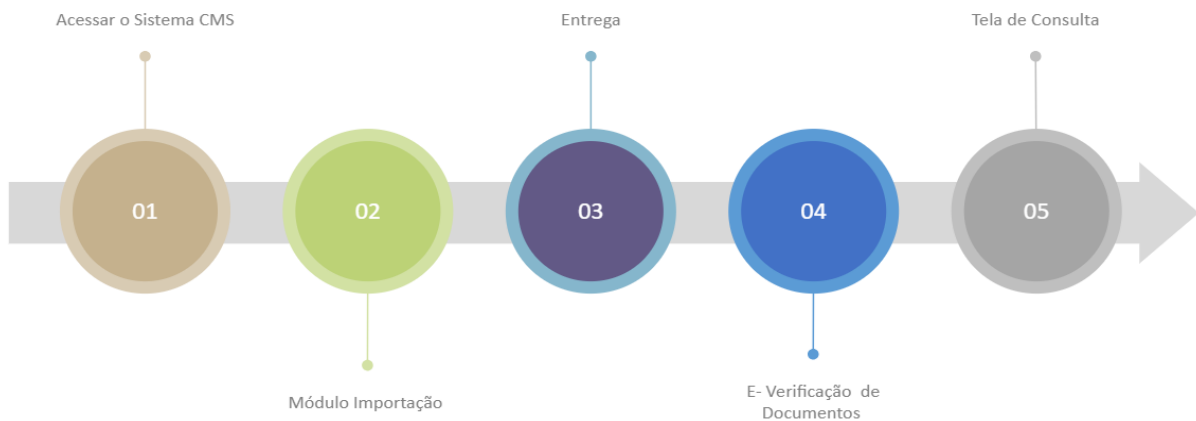 Acessar o Sistema CMS
Entrega
Tela de Consulta
01
02
03
04
05
Módulo Importação
E- Verificação de
Documentos